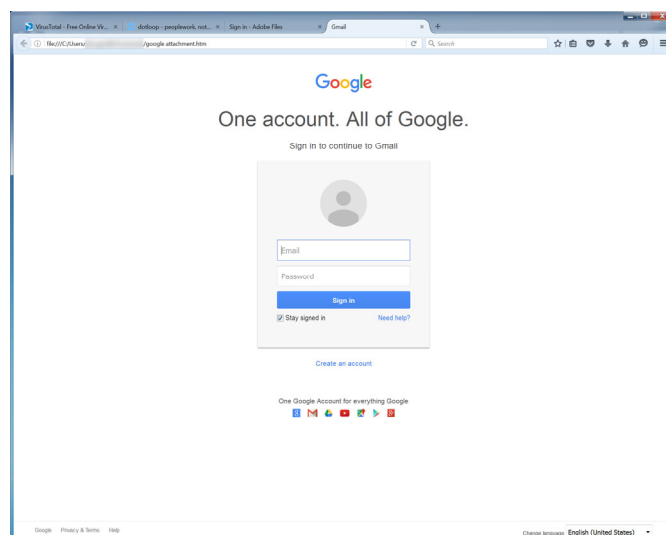 VirusTotal - Free Online Vir... × dotloop - peoplework, not... × Sign in - Adobe Files × Gmail × +
file:///C:/Users/ /google attachment.htm Search
Google
One account. All of Google.
Sign in to continue to Gmail
Email
Password
Sign in
Stay signed in Need help?
Create an account
One Google Account for everything Google
Google Privacy & Terms Help Change language English (United States)